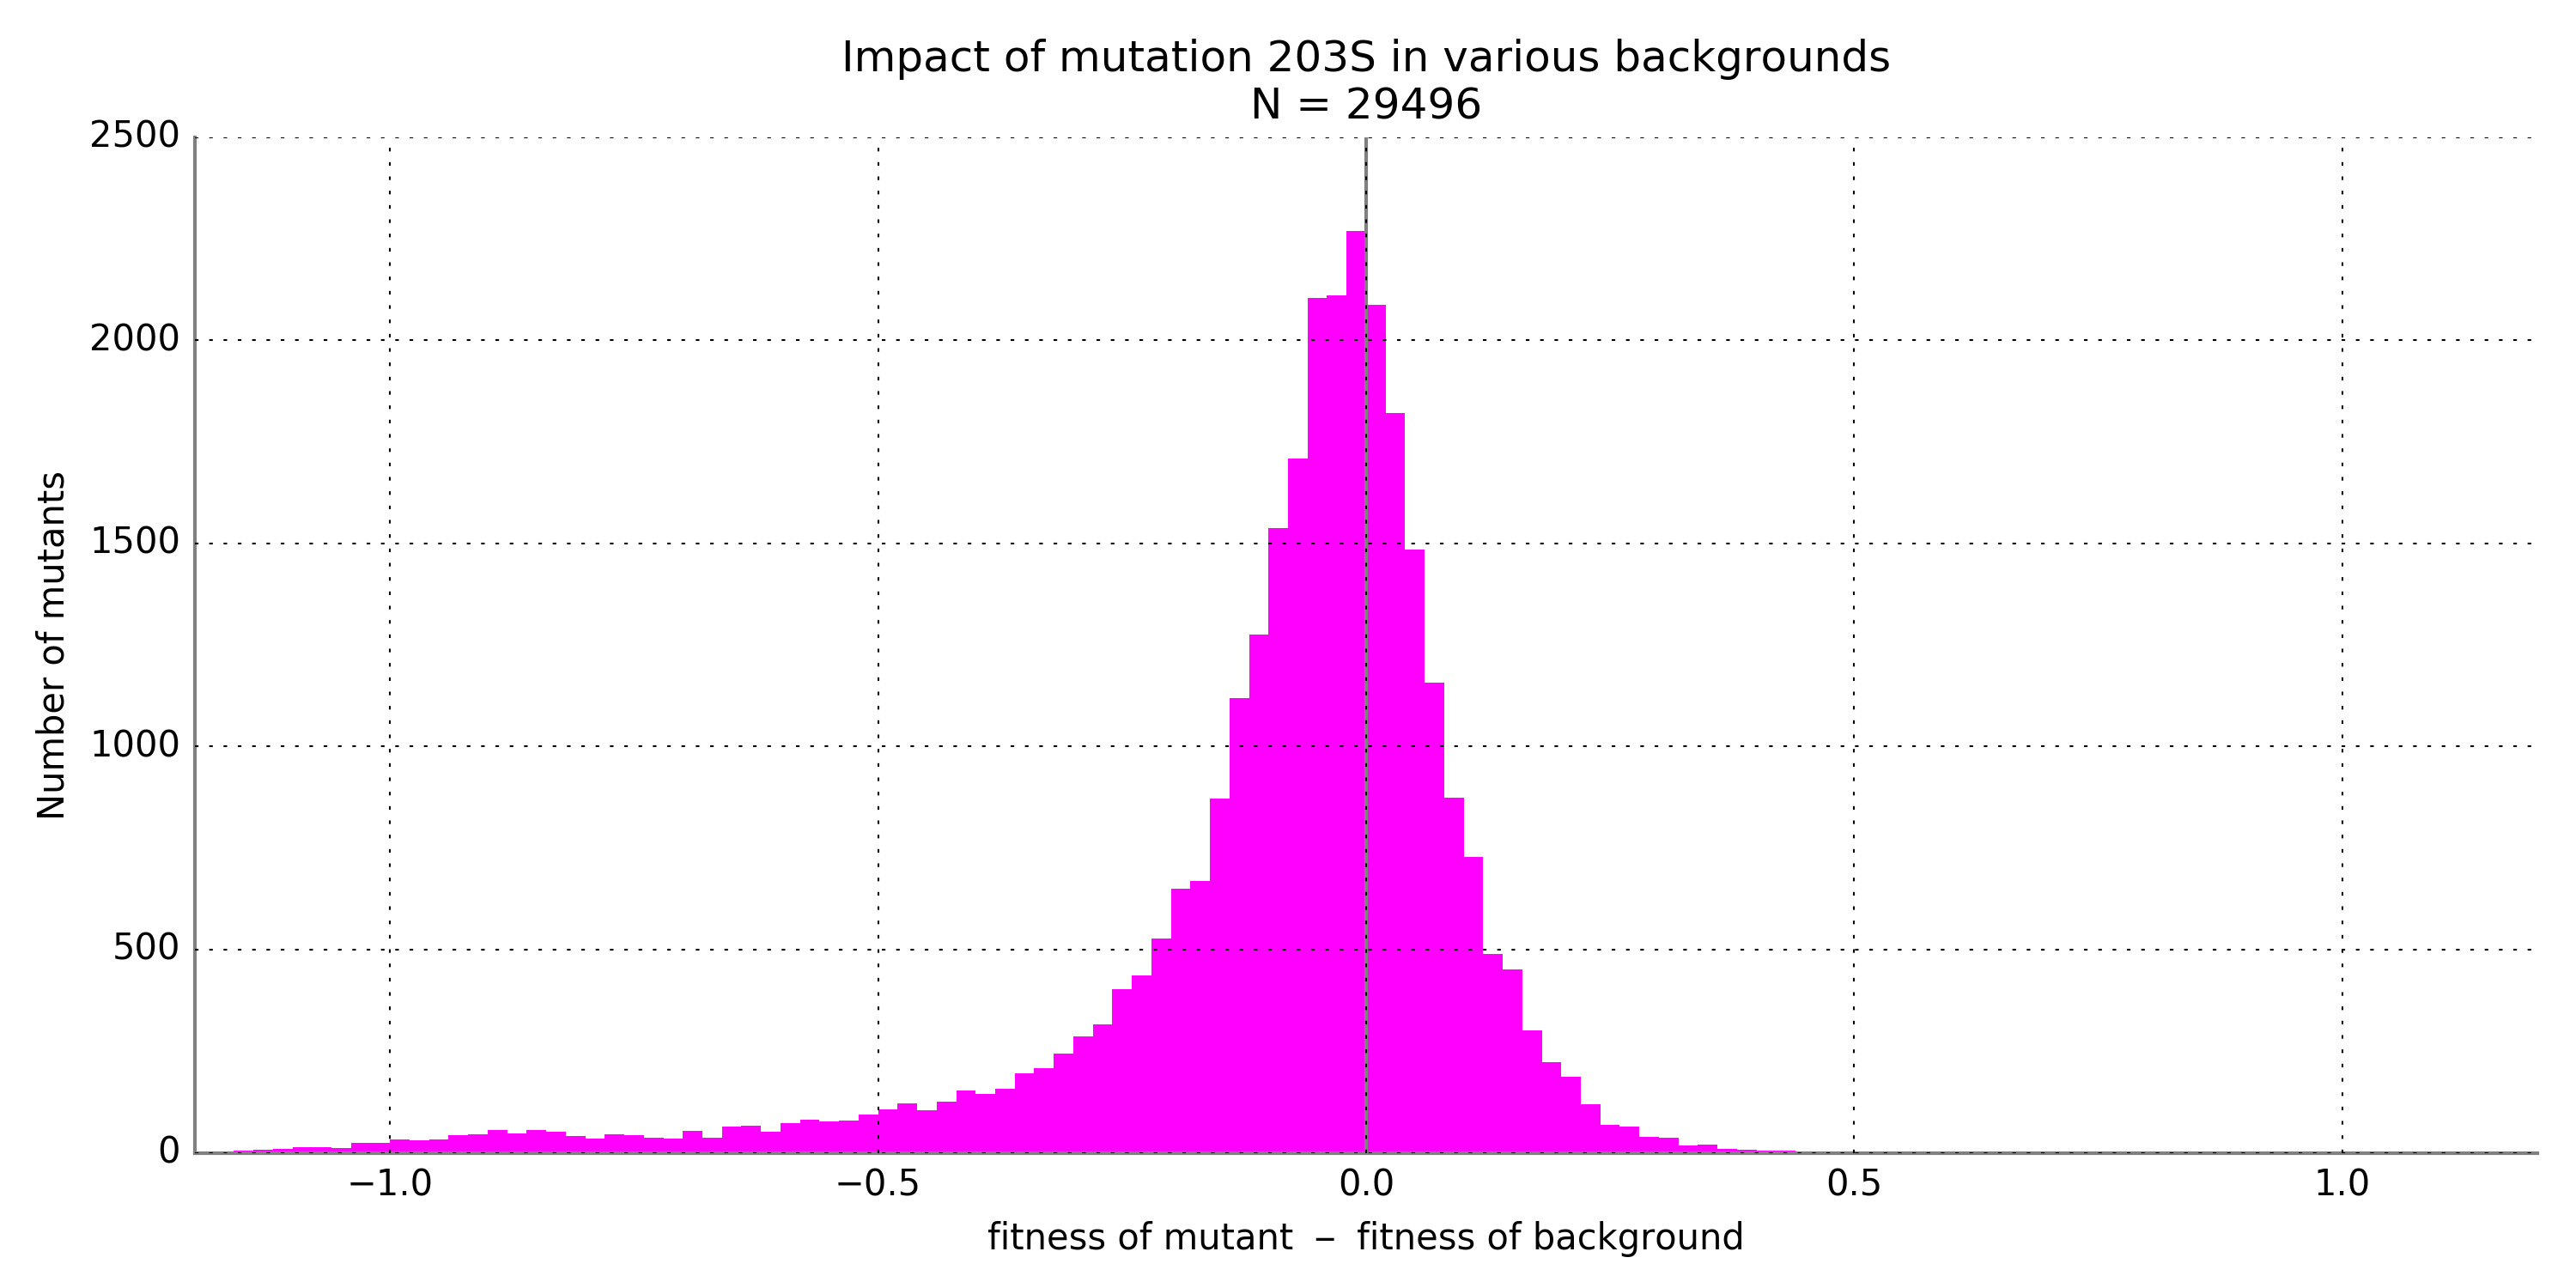 Impact of mutation 203S in various backgrounds
N = 29496
2500
2000
1500
1000
500
0
Number of mutants
−1.0
−0.5
0.0
0.5
1.0
fitness of mutant – fitness of background